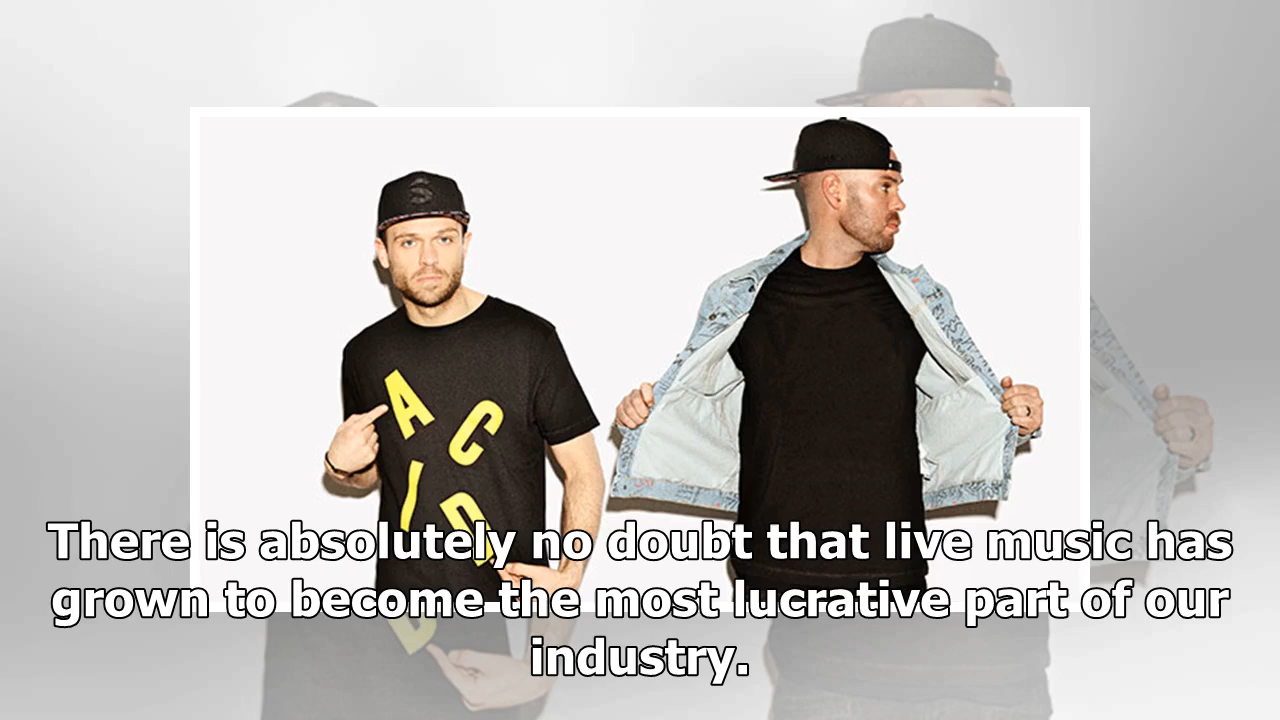 A C
I D
There is absolutely no doubt that live music has
grown to become the most lucrative part of our
industry.